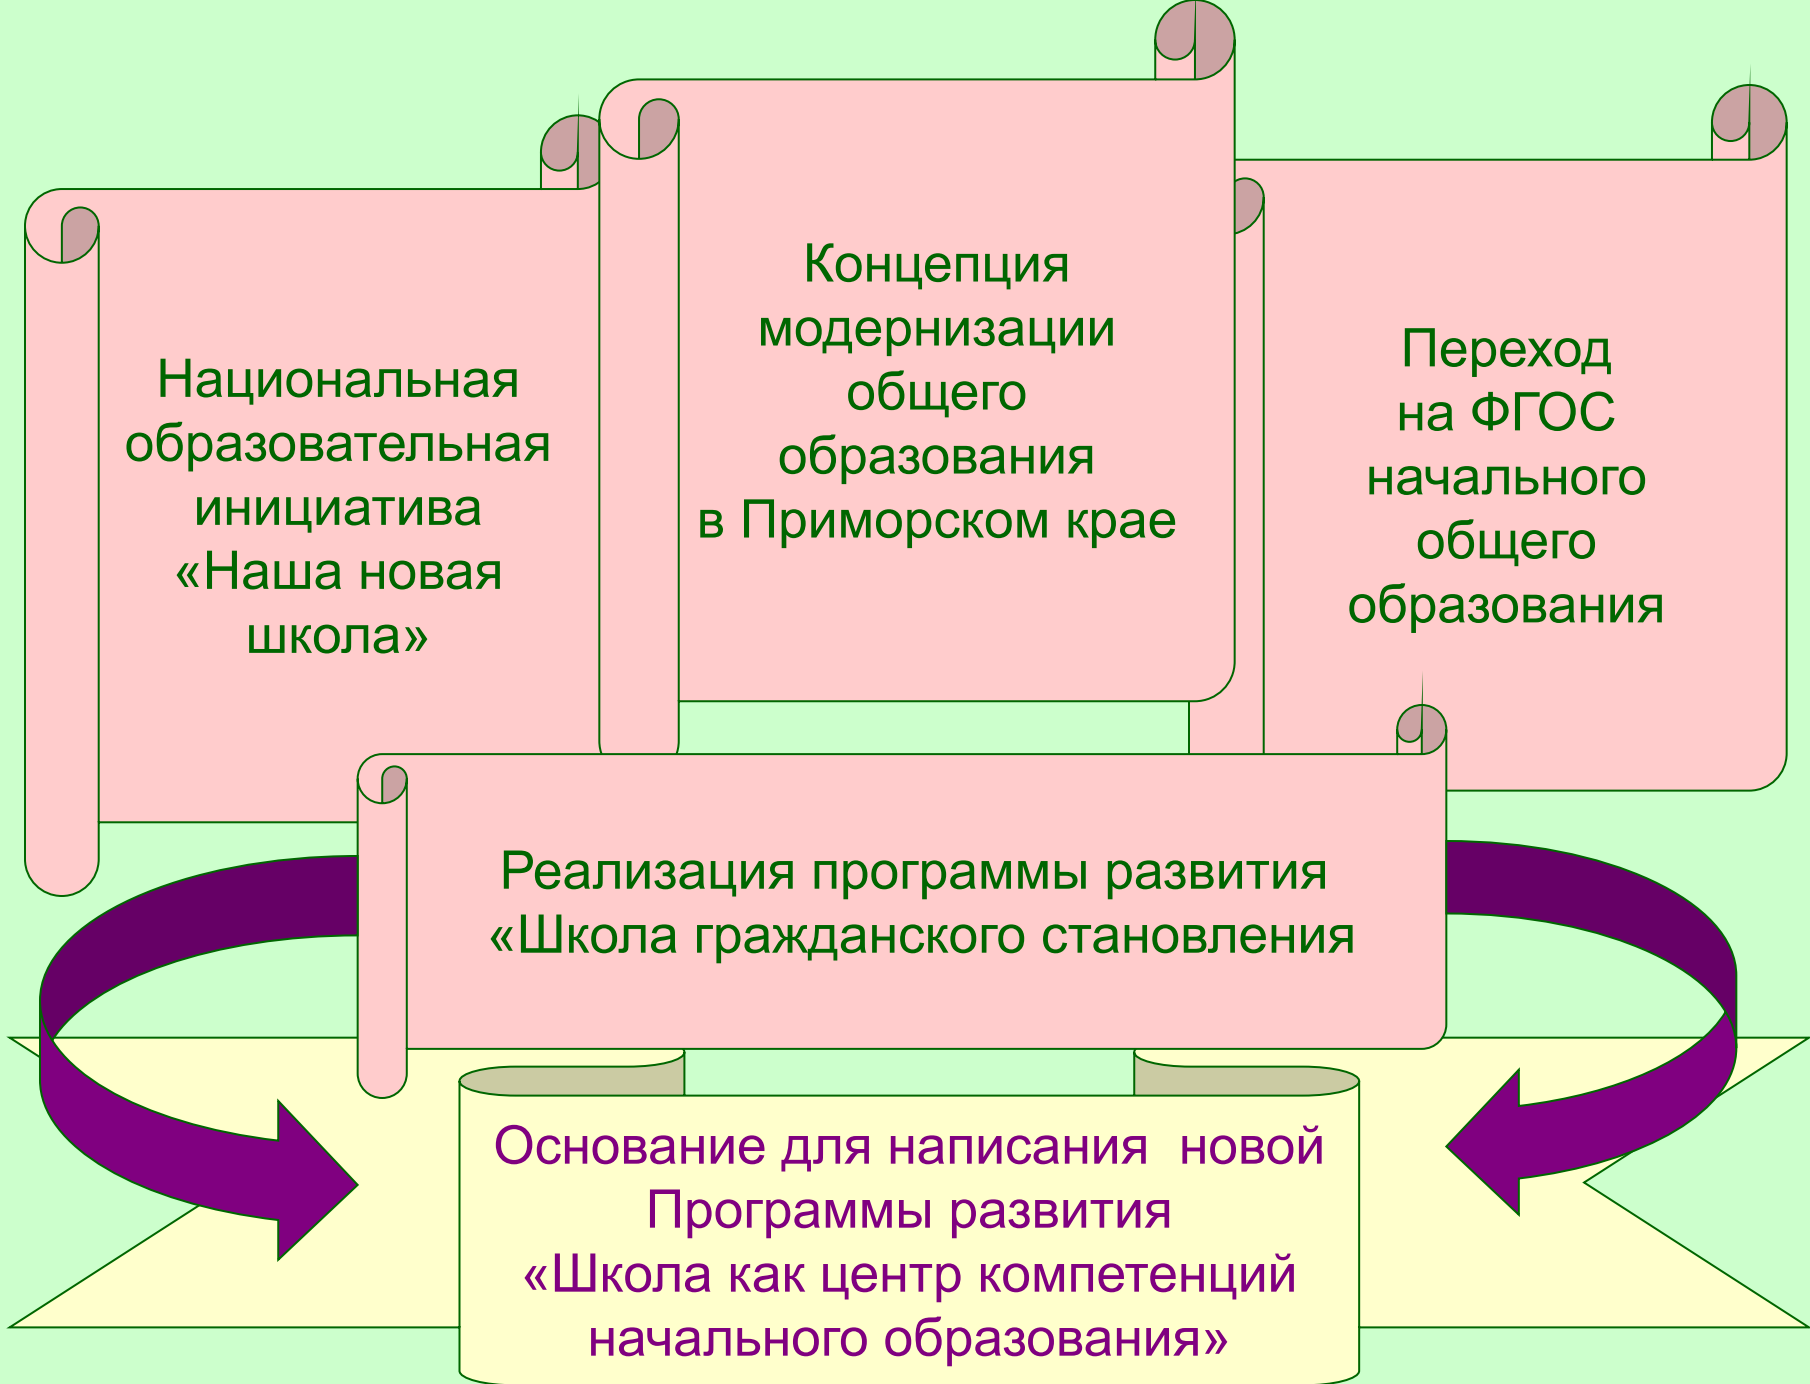 Национальная
образовательная
инициатива
«Наша новая
школа»
Концепция
модернизации
общего
образования
в Приморском крае
Переход
на ФГОС
начального
общего
образования
Реализация программы развития
«Школа гражданского становления
Основание для написания  новой
Программы развития
«Школа как центр компетенций
начального образования»